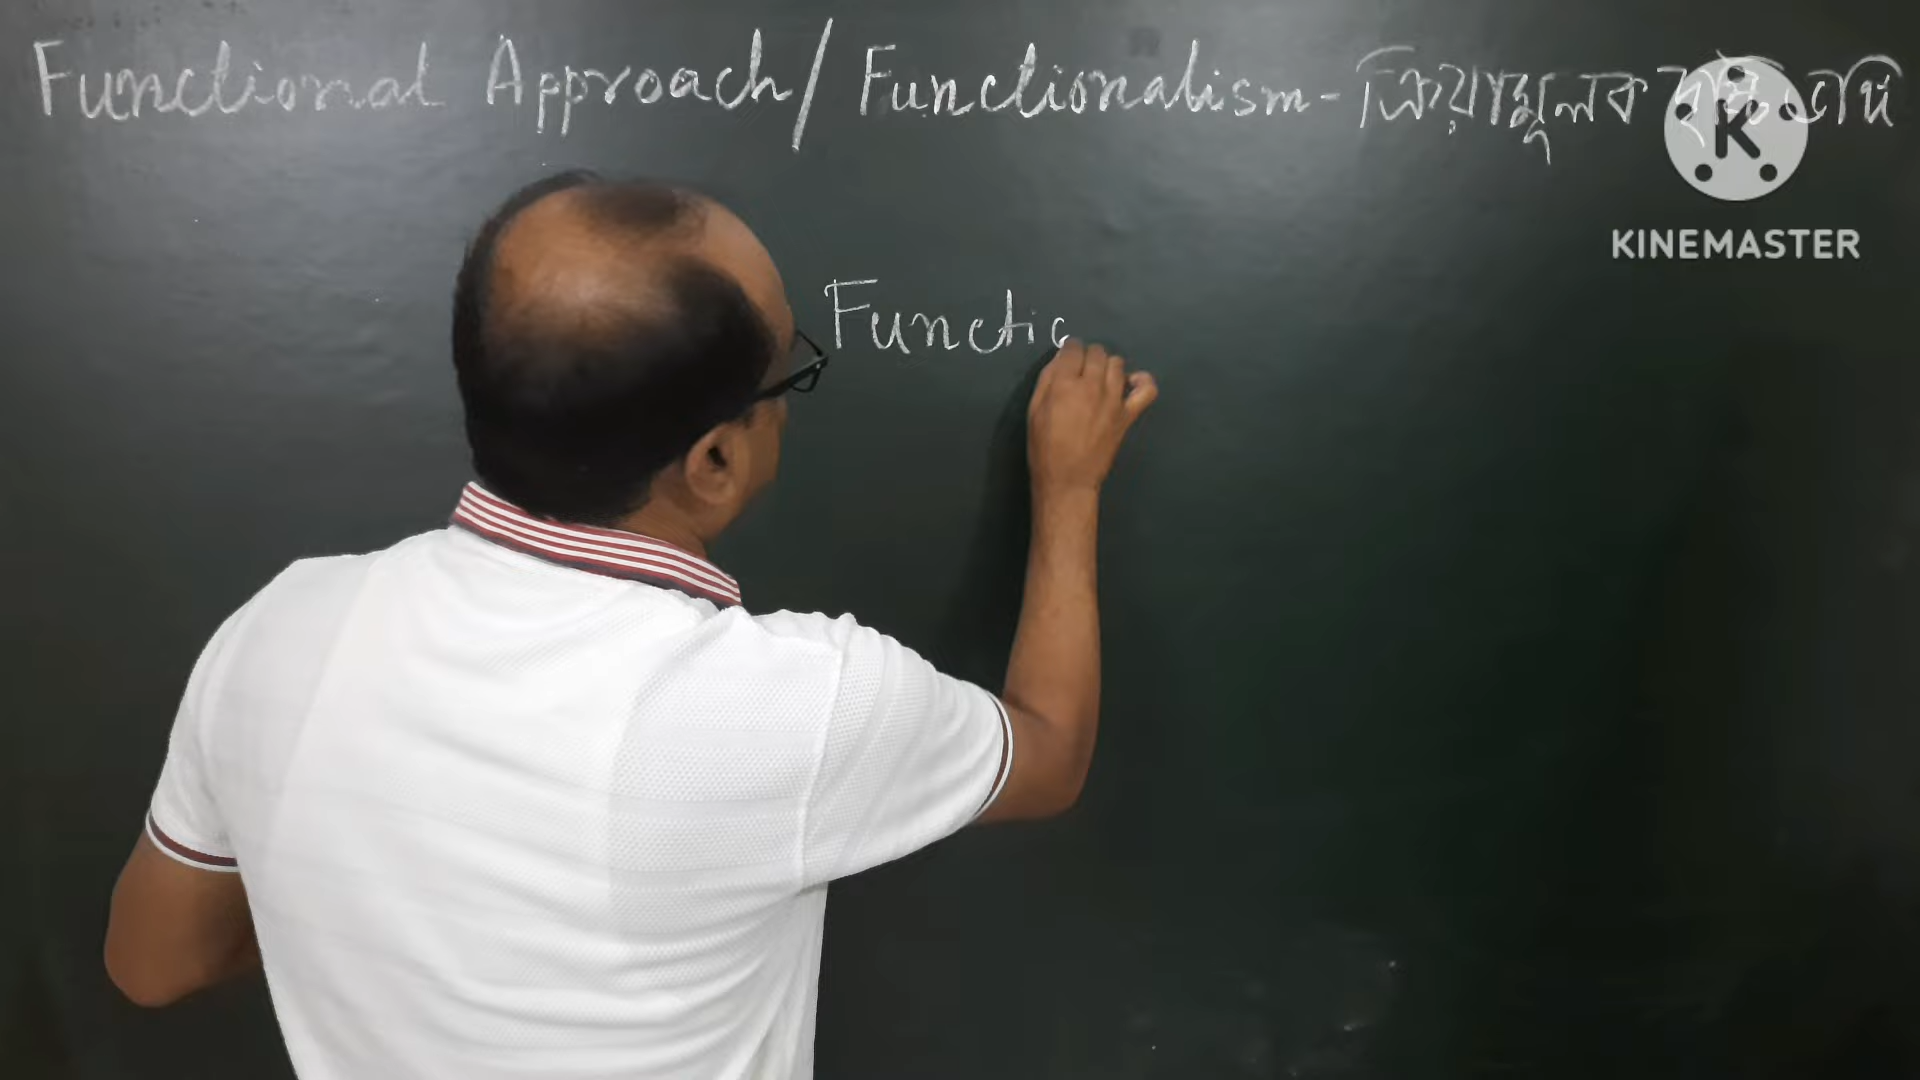 Functional Approach/Functionalism - ক্রিয়ামূলক
K
KINEMASTER
Functio